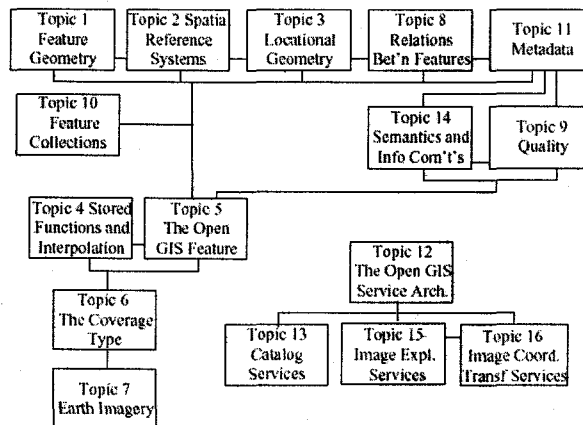 Topic 1
Feature
Geometry
Topic 2 Spatia
Reference
Systems
Topic 3
Locational
Geometry
Topic 8
Relations
Bet'n Features
Topic 11
Metadata
Topic 10
Feature
Collections
Topic 14
Semantics and
Info Com't's
Topic 9
Quality
Topic 4 Stored
Functions and
Interpolation
Topic 5
The Open
GIS Feature
Topic 12
The Open GIS
Service Arch.
Topic 6
The Coverage
Type
Topic 13
Catalog
Services
Topic 15
Image Expl.
Services
Topic 16
Image Coord.
Transf Services
Topic 7
Earth Imagery